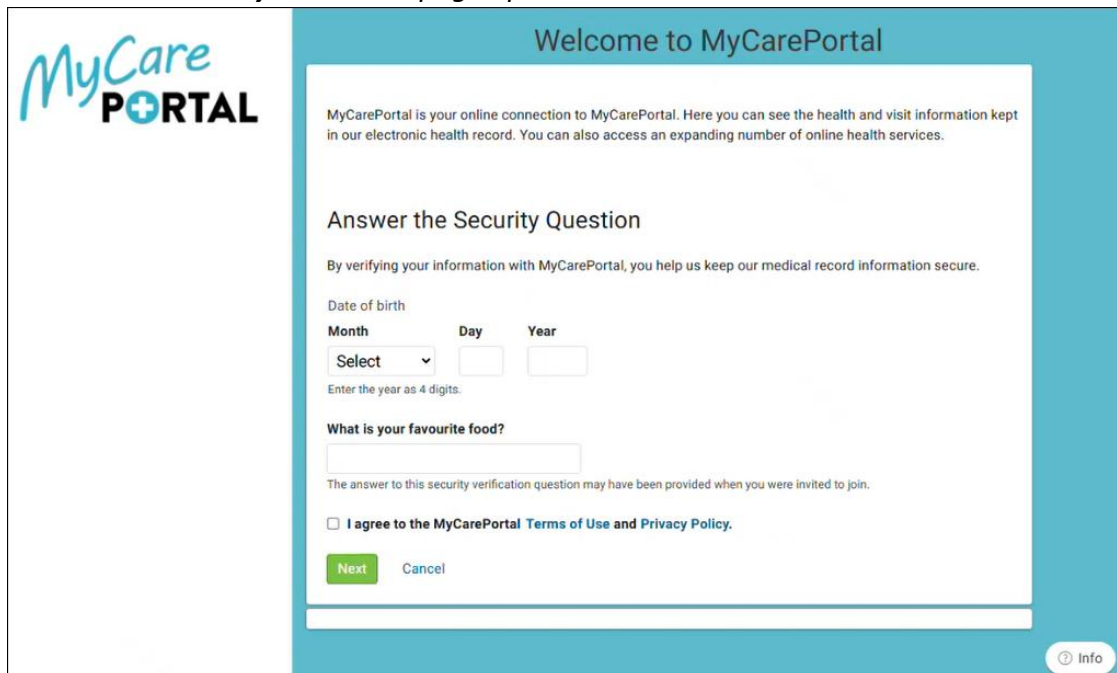 MyCare
PORTAL
Welcome to MyCarePortal
MyCarePortal is your online connection to MyCarePortal. Here you can see the health and visit information kept
in our electronic health record. You can also access an expanding number of online health services.
Answer the Security Question
By verifying your information with MyCarePortal, you help us keep our medical record information secure.
Date of birth
Month Day Year
Select
Enter the year as 4 digits.
What is your favourite food?
The answer to this security verification question may have been provided when you were invited to join.
I agree to the MyCarePortal Terms of Use and Privacy Policy.
Next Cancel
? Info